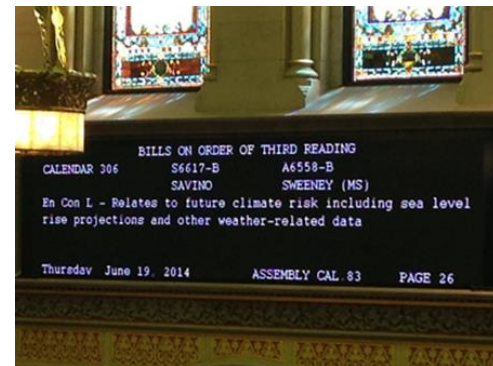 BILLS ON ORDER OF THIRD READING
CALENDAR 306 S6617-B A6558-B
SAVINO SWEENEY (MS)
En Con L - Relates to future climate risk including sea level
rise projections and other weather-related data
Thursday June 19, 2014 ASSEMBLY CAL.83 PAGE 26